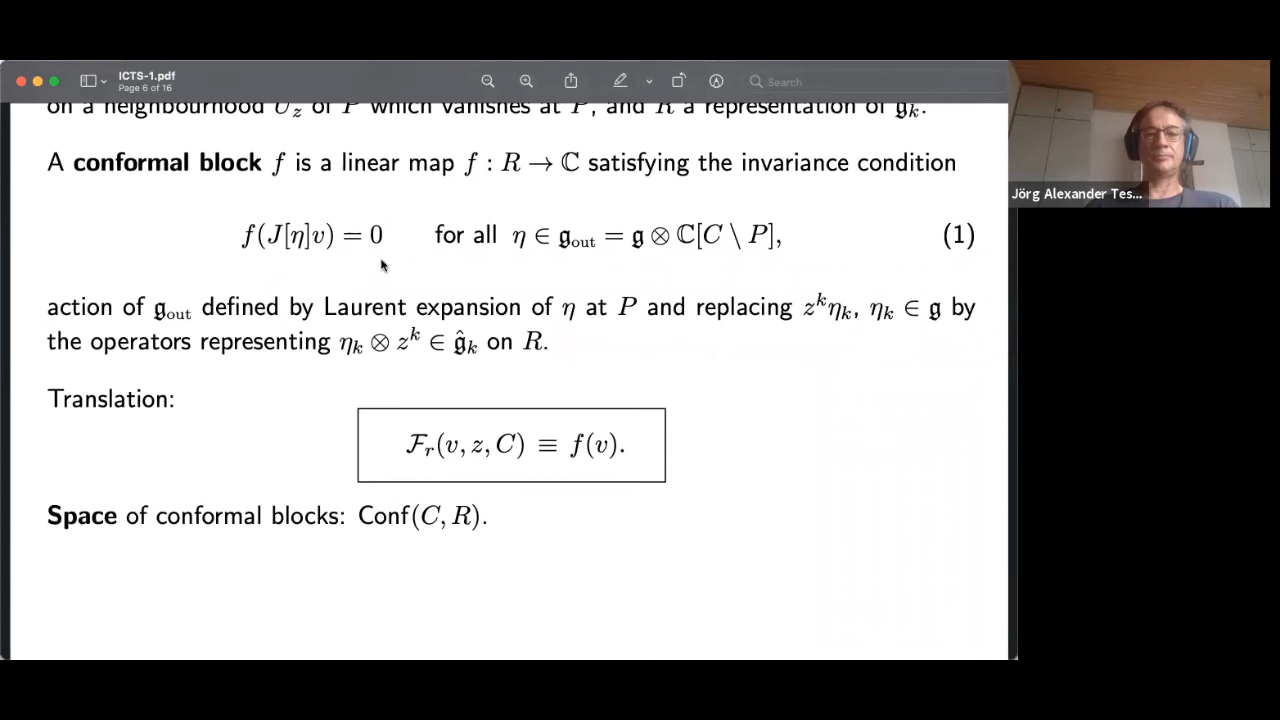 ICTS-1.pdf
Page 6 of 16
Search
on a neighbourhood U_z of P which vanishes at P, and R a representation of 𝔤̂_k.
A conformal block f is a linear map f : R → ℂ satisfying the invariance condition
f(J[η]v) = 0 for all η ∈ 𝔤_out = 𝔤 ⊗ ℂ[C \ P], (1)
action of 𝔤_out defined by Laurent expansion of η at P and replacing z^k η_k, η_k ∈ 𝔤 by
the operators representing η_k ⊗ z^k ∈ 𝔤̂_k on R.
Translation:
ℱ_r(v, z, C) ≡ f(v).
Space of conformal blocks: Conf(C, R).
Jörg Alexander Tes...